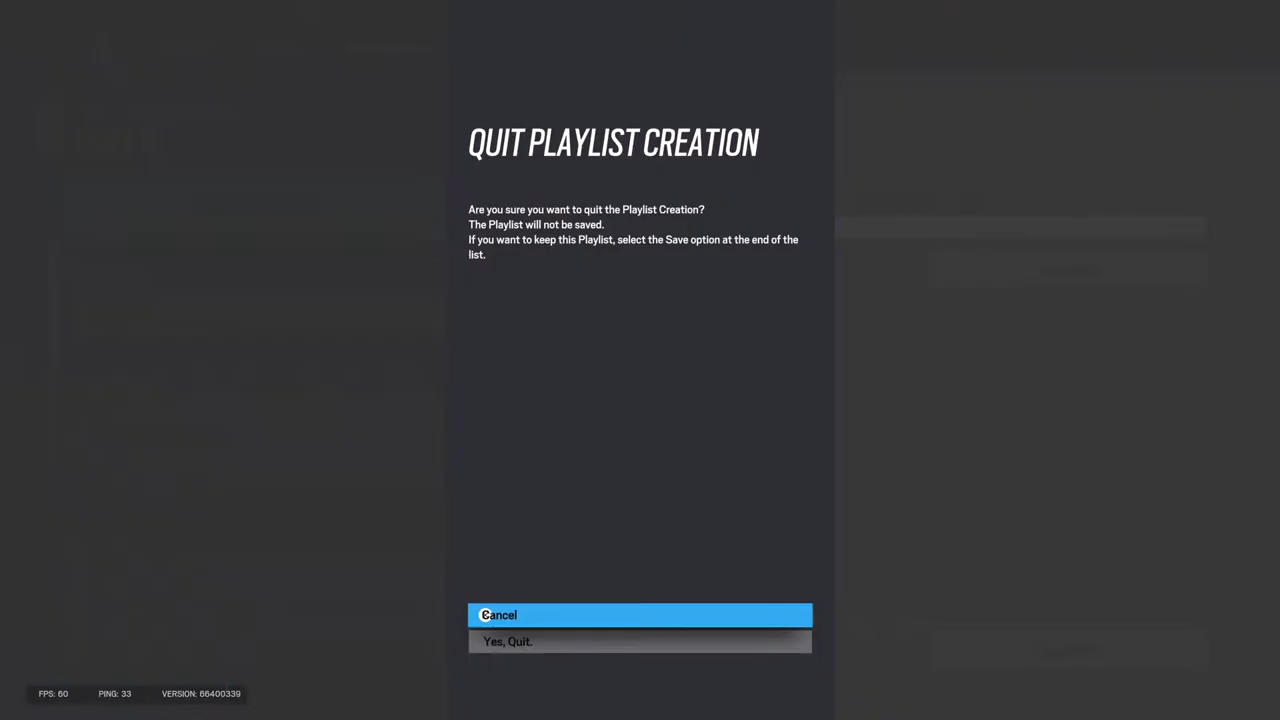 QUIT PLAYLIST CREATION
Are you sure you want to quit the Playlist Creation?
The Playlist will not be saved.
If you want to keep this Playlist, select the Save option at the end of the
list.
Cancel
Yes, Quit.
FPS: 60 PING: 33 VERSION: 66400339